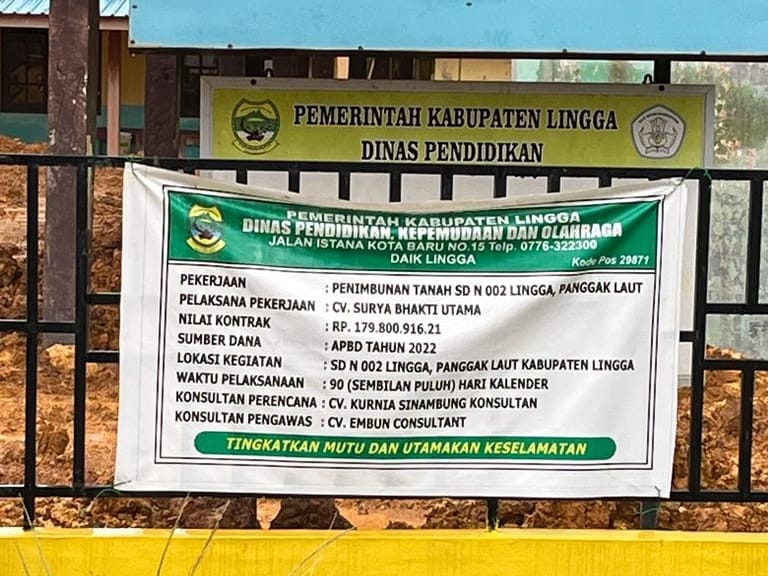 PEMERINTAH KABUPATEN LINGGA
DINAS PENDIDIKAN
PEMERINTAH KABUPATEN LINGGA
DINAS PENDIDIKAN, KEPEMUDAAN DAN OLAHRAGA
JALAN ISTANA KOTA BARU NO.15 Telp. 0776-322300
DAIK LINGGA
Kode Pos 29871
PEKERJAAN : PENIMBUNAN TANAH SD N 002 LINGGA, PANGGAK LAUT
PELAKSANA PEKERJAAN : CV. SURYA BHAKTI UTAMA
NILAI KONTRAK : RP. 179.800.916.21
SUMBER DANA : APBD TAHUN 2022
LOKASI KEGIATAN : SD N 002 LINGGA, PANGGAK LAUT KABUPATEN LINGGA
WAKTU PELAKSANAAN : 90 (SEMBILAN PULUH) HARI KALENDER
KONSULTAN PERENCANA : CV. KURNIA SINAMBUNG KONSULTAN
KONSULTAN PENGAWAS : CV. EMBUN CONSULTANT
TINGKATKAN MUTU DAN UTAMAKAN KESELAMATAN